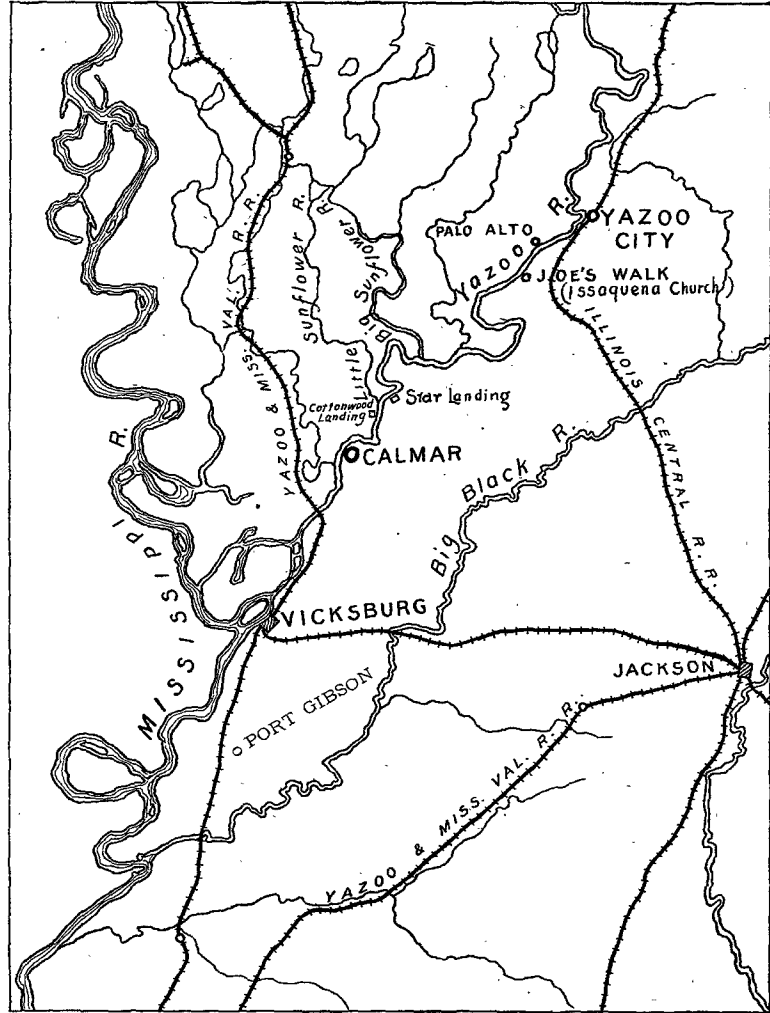 PALO ALTO
YAZOO CITY
Yazoo R.
JOE'S WALK
(Issaquena Church)
YAZOO & MISS. VAL. R. R.
Little Sunflower R.
Big Sunflower R.
ILLIONIS CENTRAL R. R.
Cottonwood Landing
Star Landing
CALMAR
Big Black R.
MISSISSIPPI R.
VICKSBURG
JACKSON
PORT GIBSON
YAZOO & MISS. VAL. R. R.